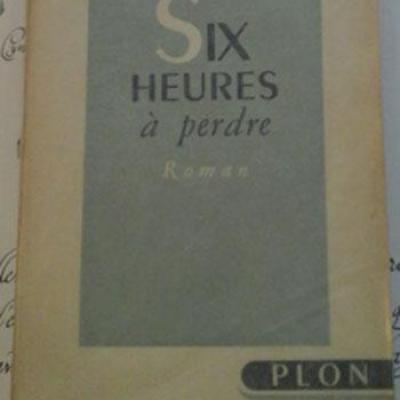 SIX
HEURES
à perdre
Roman
PLON